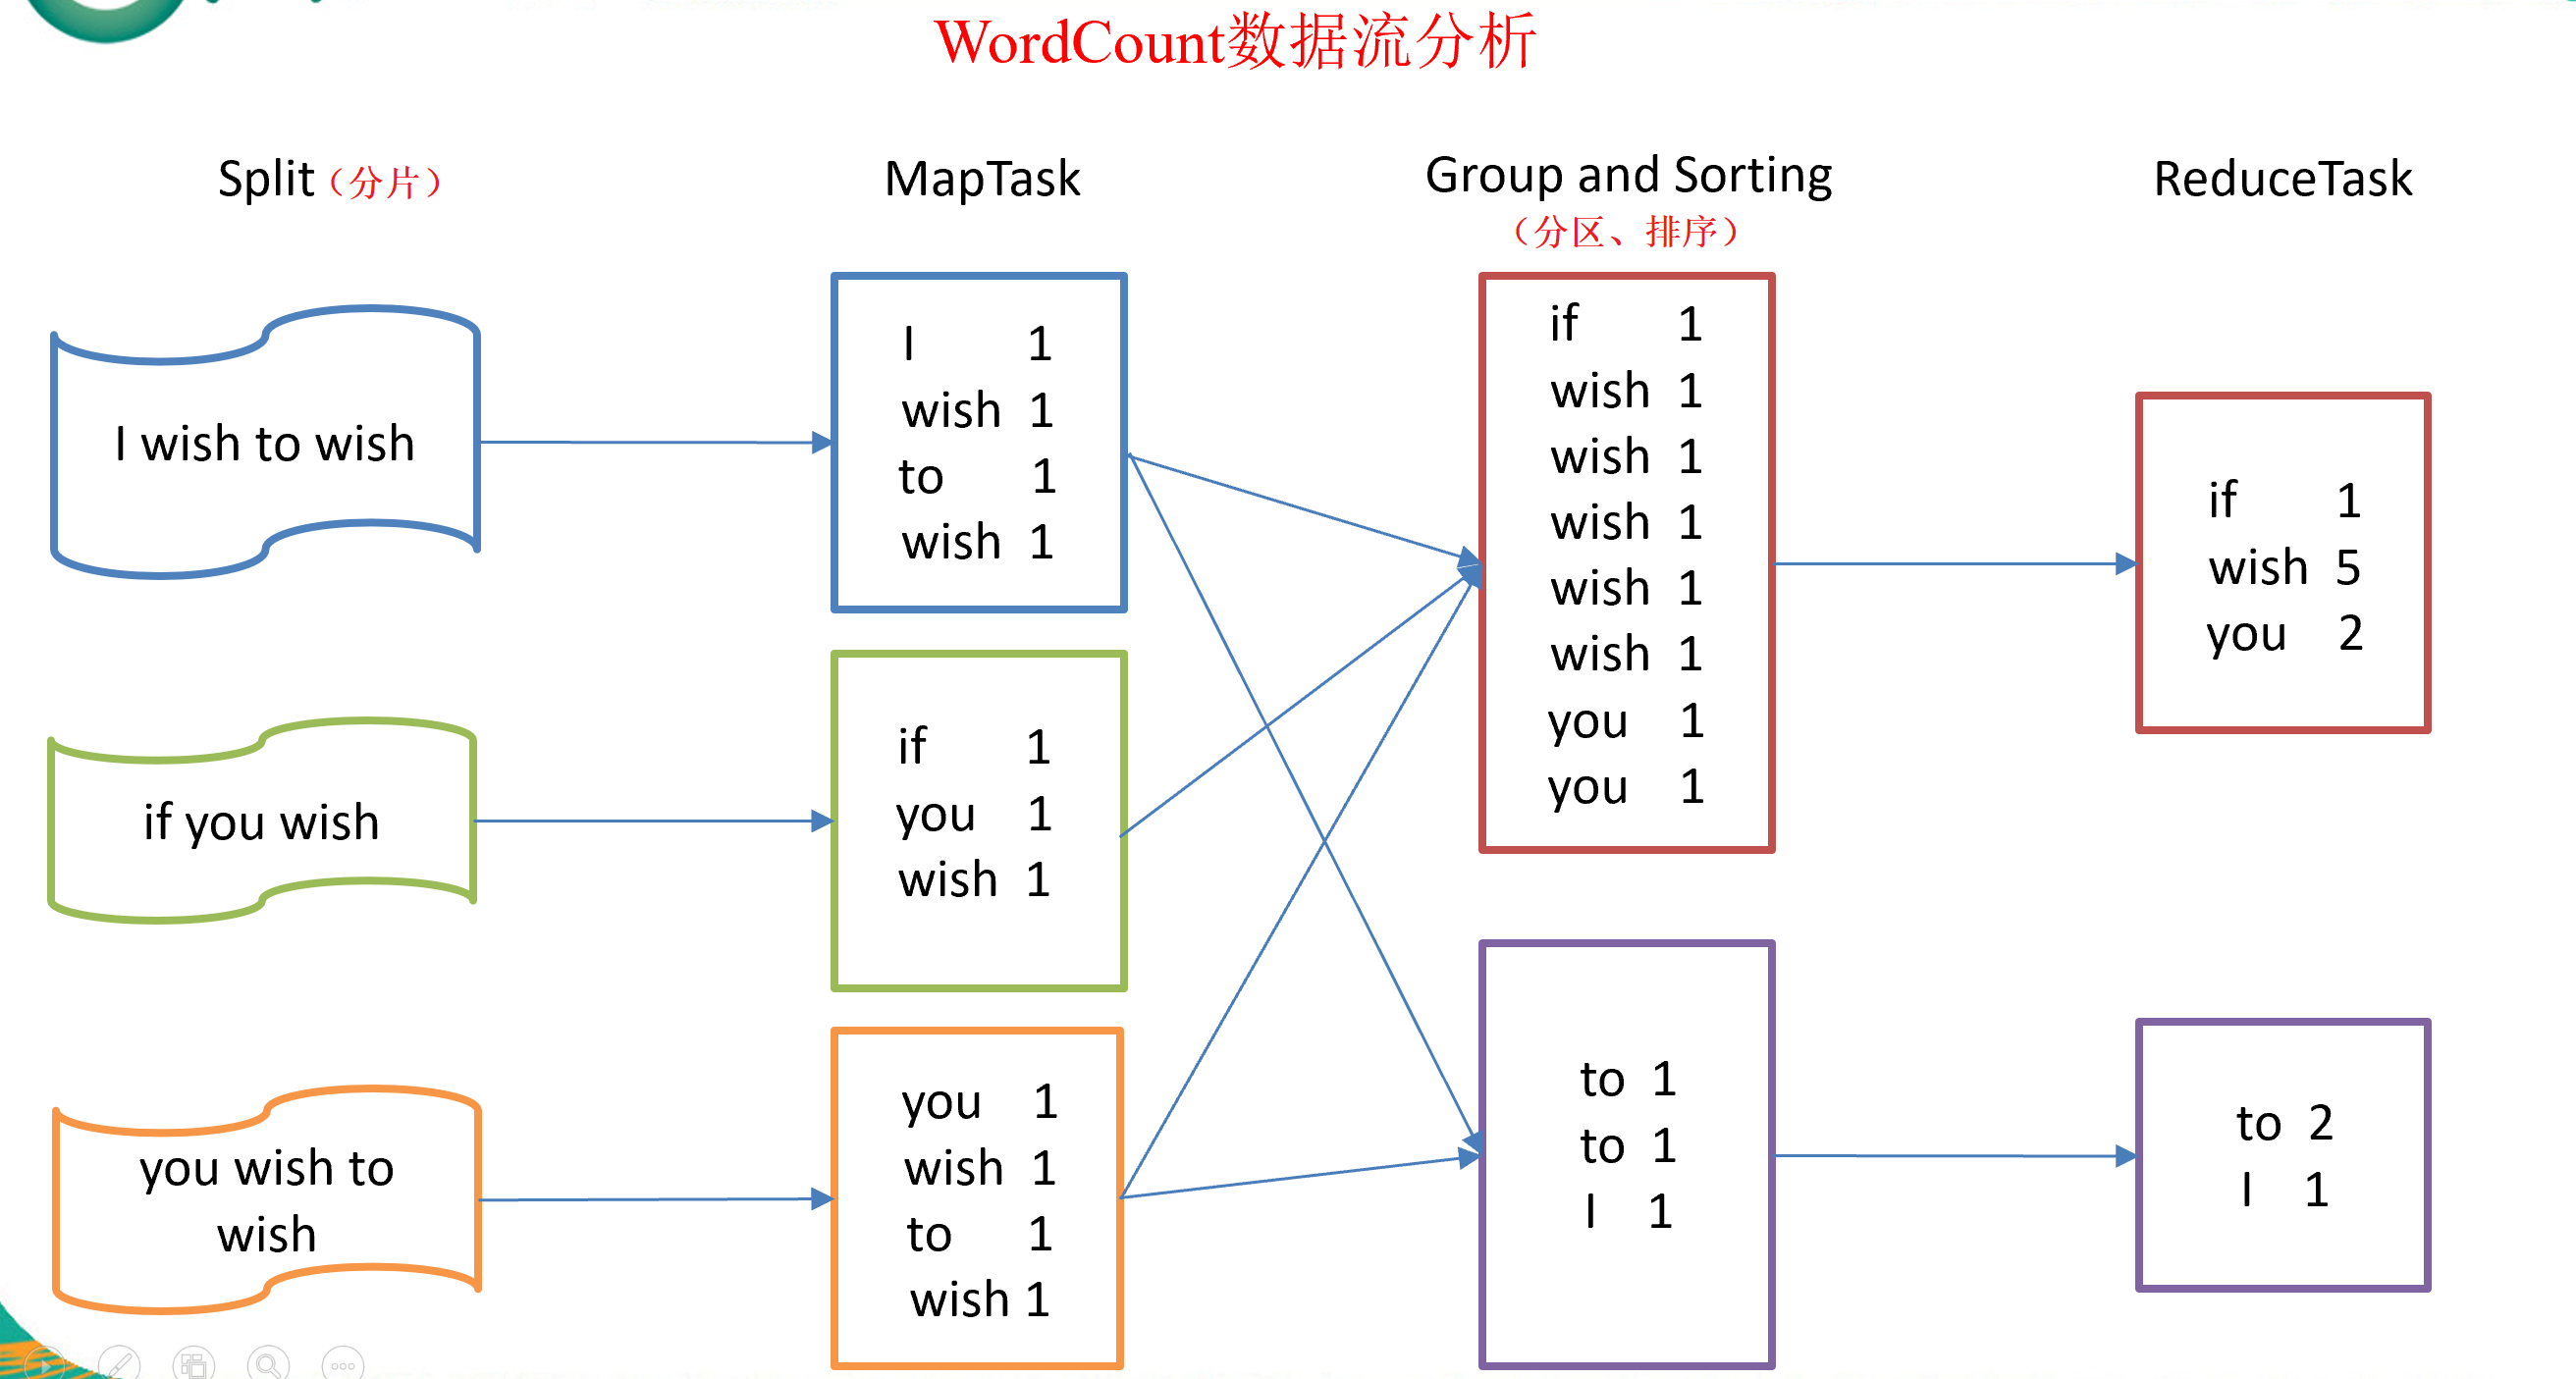 WordCount数据流分析
Split（分片）
MapTask
Group and Sorting
（分区、排序）
ReduceTask
I wish to wish
if you wish
you wish to
wish
I 1
wish 1
to 1
wish 1
if 1
you 1
wish 1
you 1
wish 1
to 1
wish 1
if 1
wish 1
wish 1
wish 1
wish 1
wish 1
you 1
you 1
to 1
to 1
I 1
if 1
wish 5
you 2
to 2
I 1